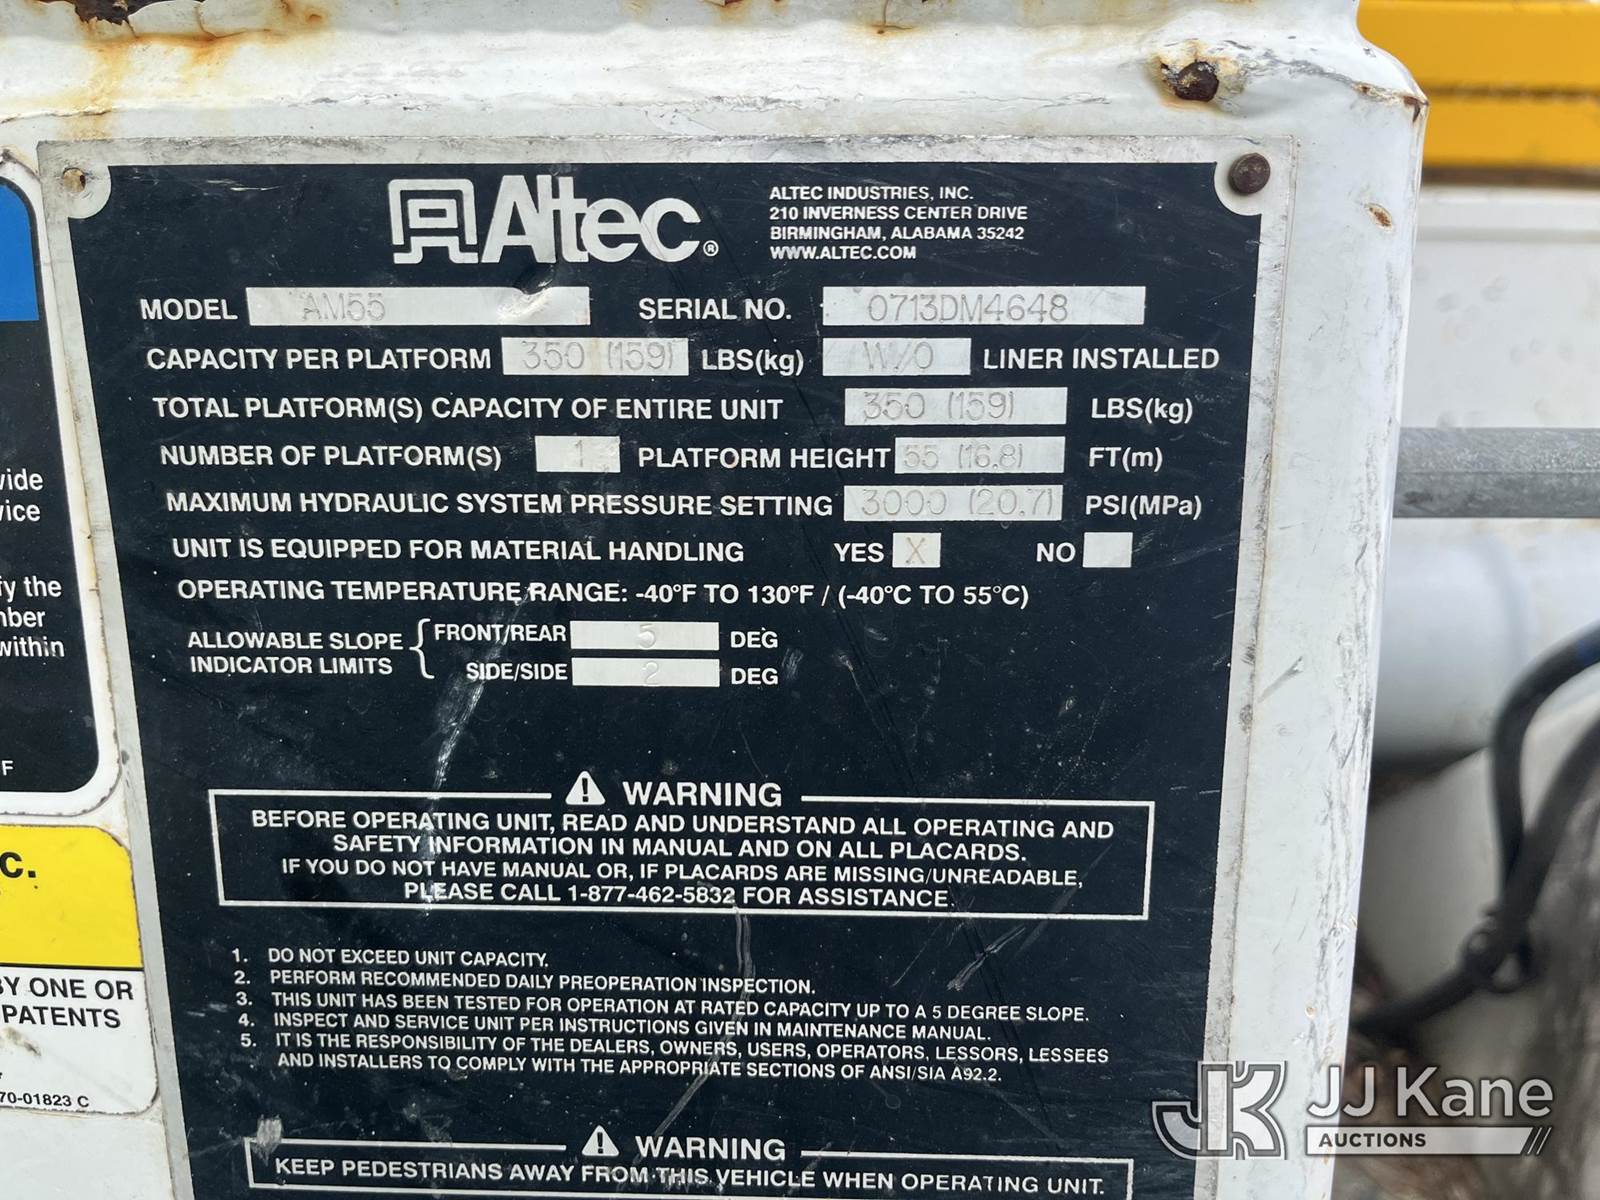 Altec®
ALTEC INDUSTRIES, INC.
210 INVERNESS CENTER DRIVE
BIRMINGHAM, ALABAMA 35242
WWW.ALTEC.COM
MODEL AM55 SERIAL NO. 0713DM4648
CAPACITY PER PLATFORM 350 (159) LBS(kg) W/O LINER INSTALLED
TOTAL PLATFORM(S) CAPACITY OF ENTIRE UNIT 350 (159) LBS(kg)
NUMBER OF PLATFORM(S) 1 PLATFORM HEIGHT 55 (16.8) FT(m)
MAXIMUM HYDRAULIC SYSTEM PRESSURE SETTING 3000 (20.7) PSI(MPa)
UNIT IS EQUIPPED FOR MATERIAL HANDLING YES X NO
OPERATING TEMPERATURE RANGE: -40°F TO 130°F / (-40°C TO 55°C)
ALLOWABLE SLOPE INDICATOR LIMITS
FRONT/REAR 5 DEG
SIDE/SIDE 2 DEG
⚠ WARNING
BEFORE OPERATING UNIT, READ AND UNDERSTAND ALL OPERATING AND
SAFETY INFORMATION IN MANUAL AND ON ALL PLACARDS.
IF YOU DO NOT HAVE MANUAL OR, IF PLACARDS ARE MISSING/UNREADABLE,
PLEASE CALL 1-877-462-5832 FOR ASSISTANCE.
1. DO NOT EXCEED UNIT CAPACITY.
2. PERFORM RECOMMENDED DAILY PREOPERATION INSPECTION.
3. THIS UNIT HAS BEEN TESTED FOR OPERATION AT RATED CAPACITY UP TO A 5 DEGREE SLOPE.
4. INSPECT AND SERVICE UNIT PER INSTRUCTIONS GIVEN IN MAINTENANCE MANUAL.
5. IT IS THE RESPONSIBILITY OF THE DEALERS, OWNERS, USERS, OPERATORS, LESSORS, LESSEES
AND INSTALLERS TO COMPLY WITH THE APPROPRIATE SECTIONS OF ANSI/SIA A92.2.
⚠ WARNING
KEEP PEDESTRIANS AWAY FROM THIS VEHICLE WHEN OPERATING UNIT.
the
within
F
C.
BY ONE OR
PATENTS
70-01823 C
JK JJ Kane
AUCTIONS